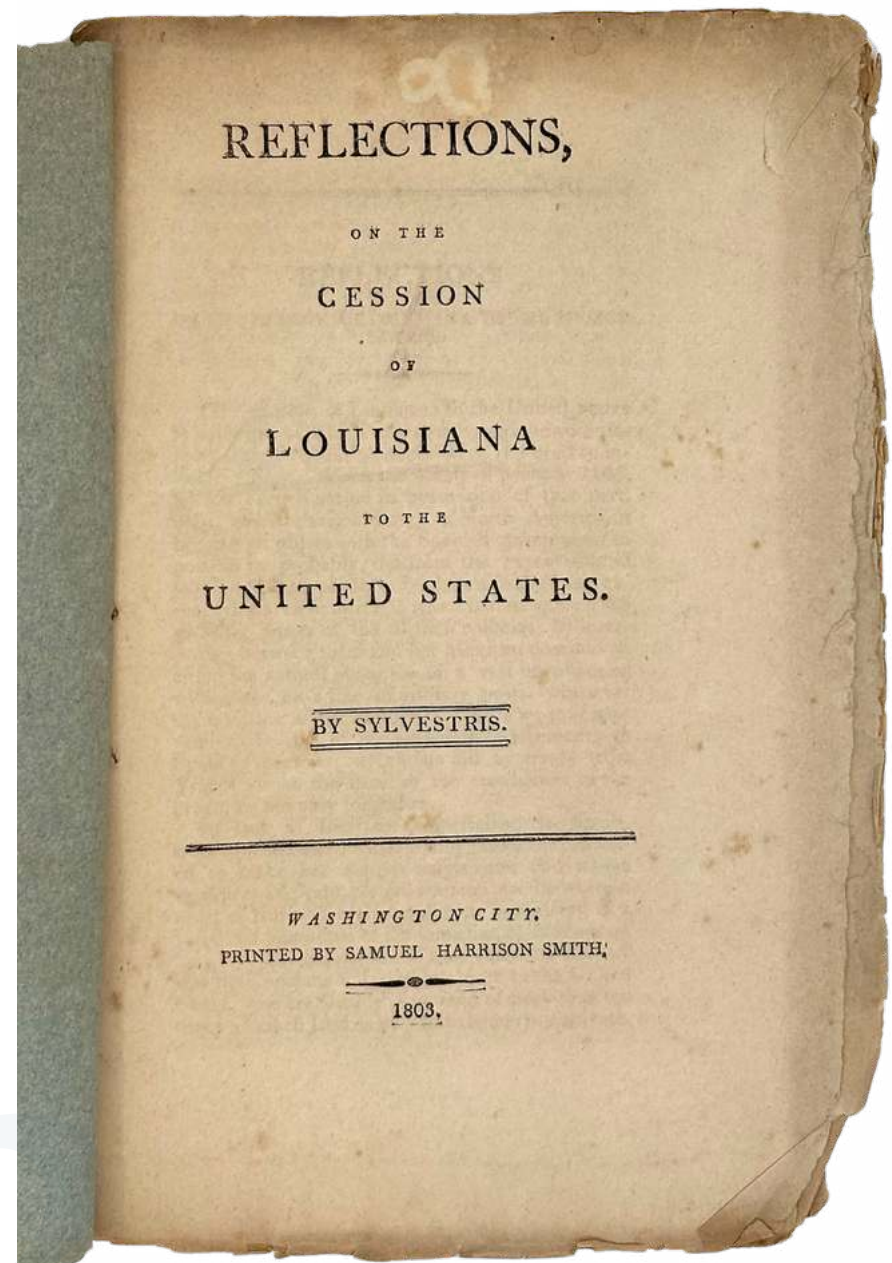 REFLECTIONS,
ON THE
CESSION
OF
LOUISIANA
TO THE
UNITED STATES.
BY SYLVESTRIS.
WASHINGTON CITY.
PRINTED BY SAMUEL HARRISON SMITH,
1803.